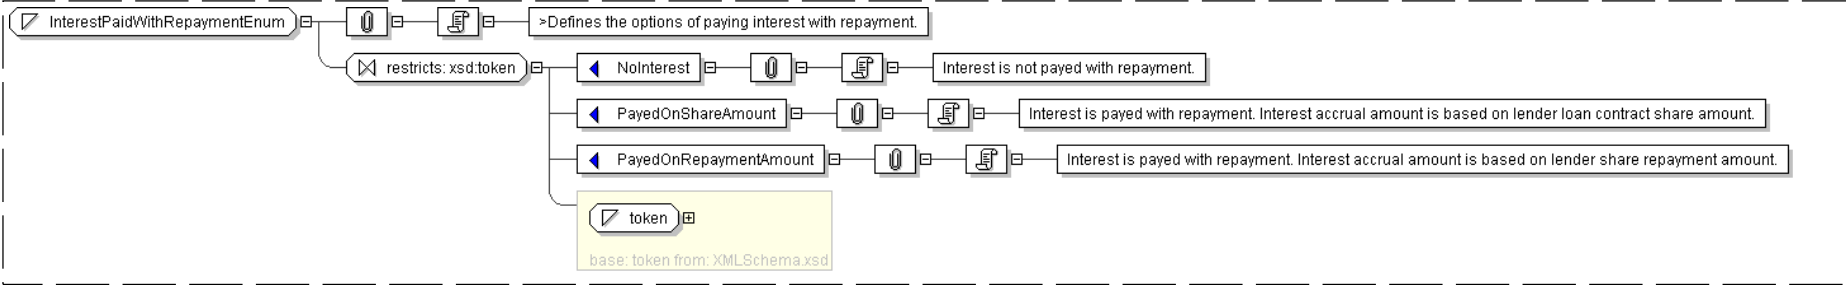 InterestPaidWithRepaymentEnum
>Defines the options of paying interest with repayment.
restricts: xsd:token
NoInterest
Interest is not payed with repayment.
PayedOnShareAmount
Interest is payed with repayment. Interest accrual amount is based on lender loan contract share amount.
PayedOnRepaymentAmount
Interest is payed with repayment. Interest accrual amount is based on lender share repayment amount.
token
base: token from: XMLSchema.xsd